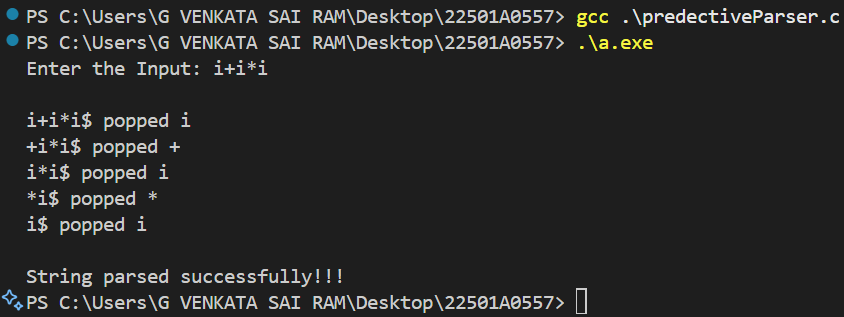 PS C:\Users\G VENKATA SAI RAM\Desktop\22501A0557> gcc .\predectiveParser.c
PS C:\Users\G VENKATA SAI RAM\Desktop\22501A0557> .\a.exe
Enter the Input: i+i*i
i+i*i$ popped i
+i*i$ popped +
i*i$ popped i
*i$ popped *
i$ popped i
String parsed successfully!!!
PS C:\Users\G VENKATA SAI RAM\Desktop\22501A0557>